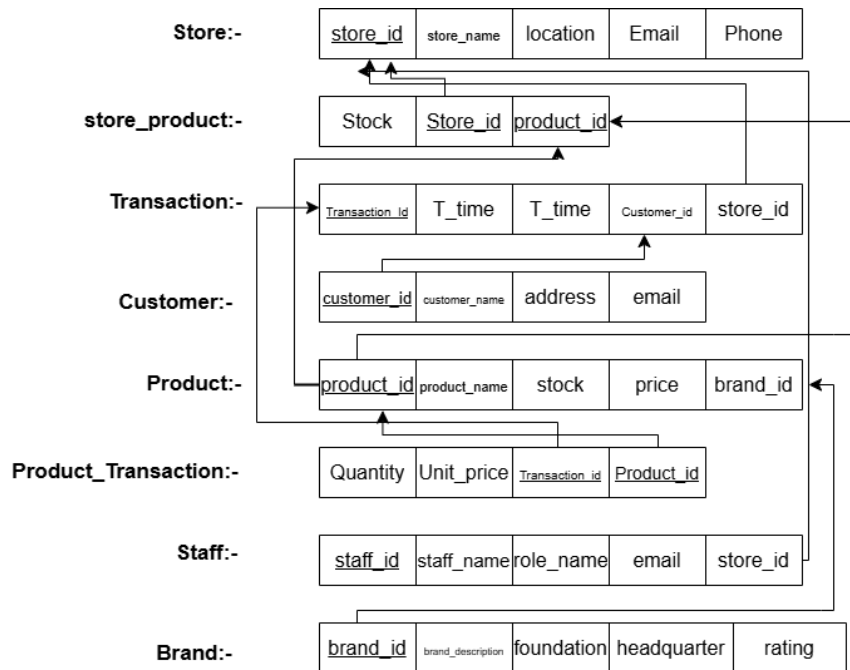 Store:- store_id store_name location Email Phone
store_product:- Stock Store_id product_id
Transaction:- Transaction_Id T_time T_time Customer_id store_id
Customer:- customer_id customer_name address email
Product:- product_id product_name stock price brand_id
Product_Transaction:- Quantity Unit_price Transaction_id Product_id
Staff:- staff_id staff_name role_name email store_id
Brand:- brand_id brand_description foundation headquarter rating